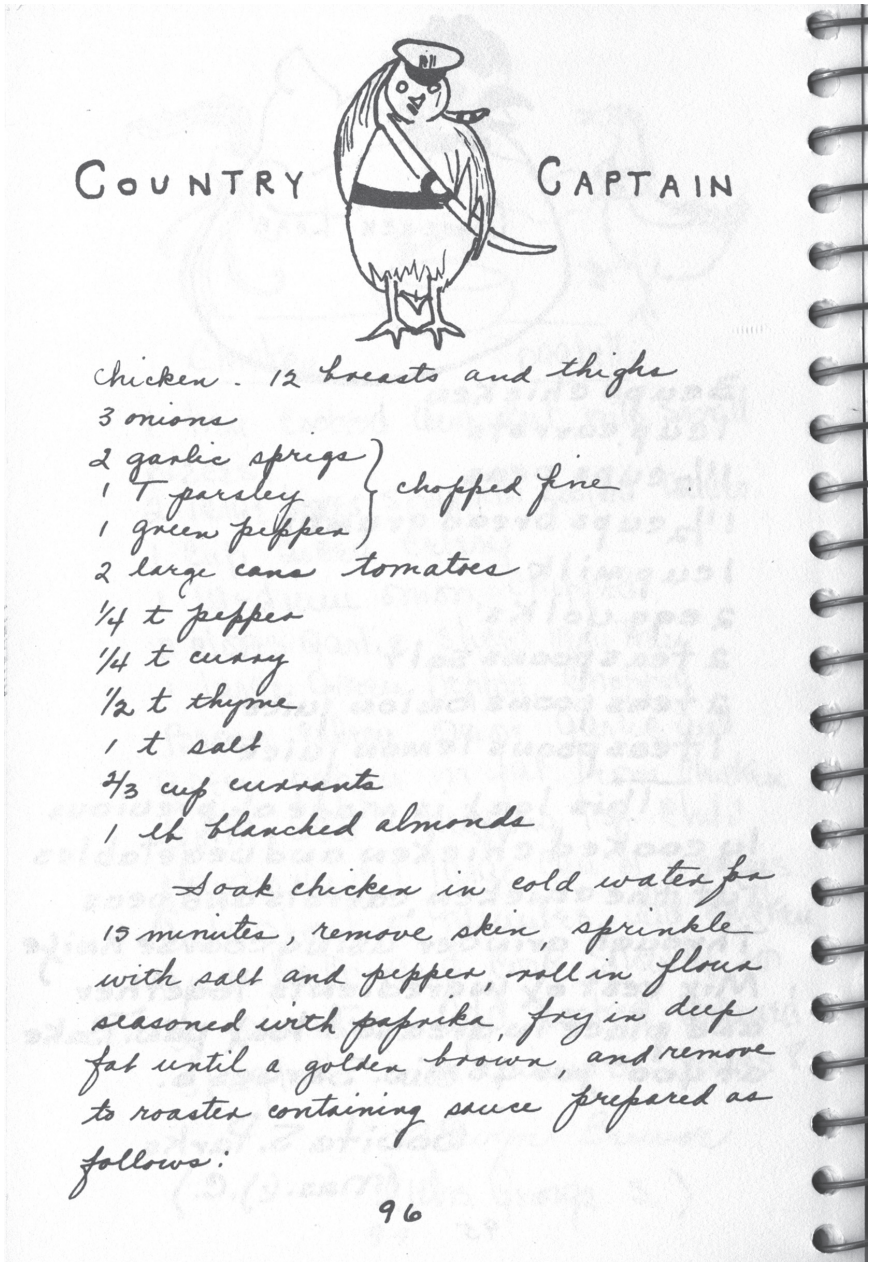 COUNTRY CAPTAIN
Chicken - 12 breasts and thighs
3 onions
2 garlic sprigs
1 T parsley } chopped fine
1 green pepper
2 large cans tomatoes
1/4 t pepper
1/4 t curry
1/2 t thyme
1 t salt
2/3 cup currants
1 lb blanched almonds
Soak chicken in cold water for
15 minutes, remove skin, sprinkle
with salt and pepper, roll in flour
seasoned with paprika, fry in deep
fat until a golden brown and remove
to roaster containing sauce prepared as
follows:
96